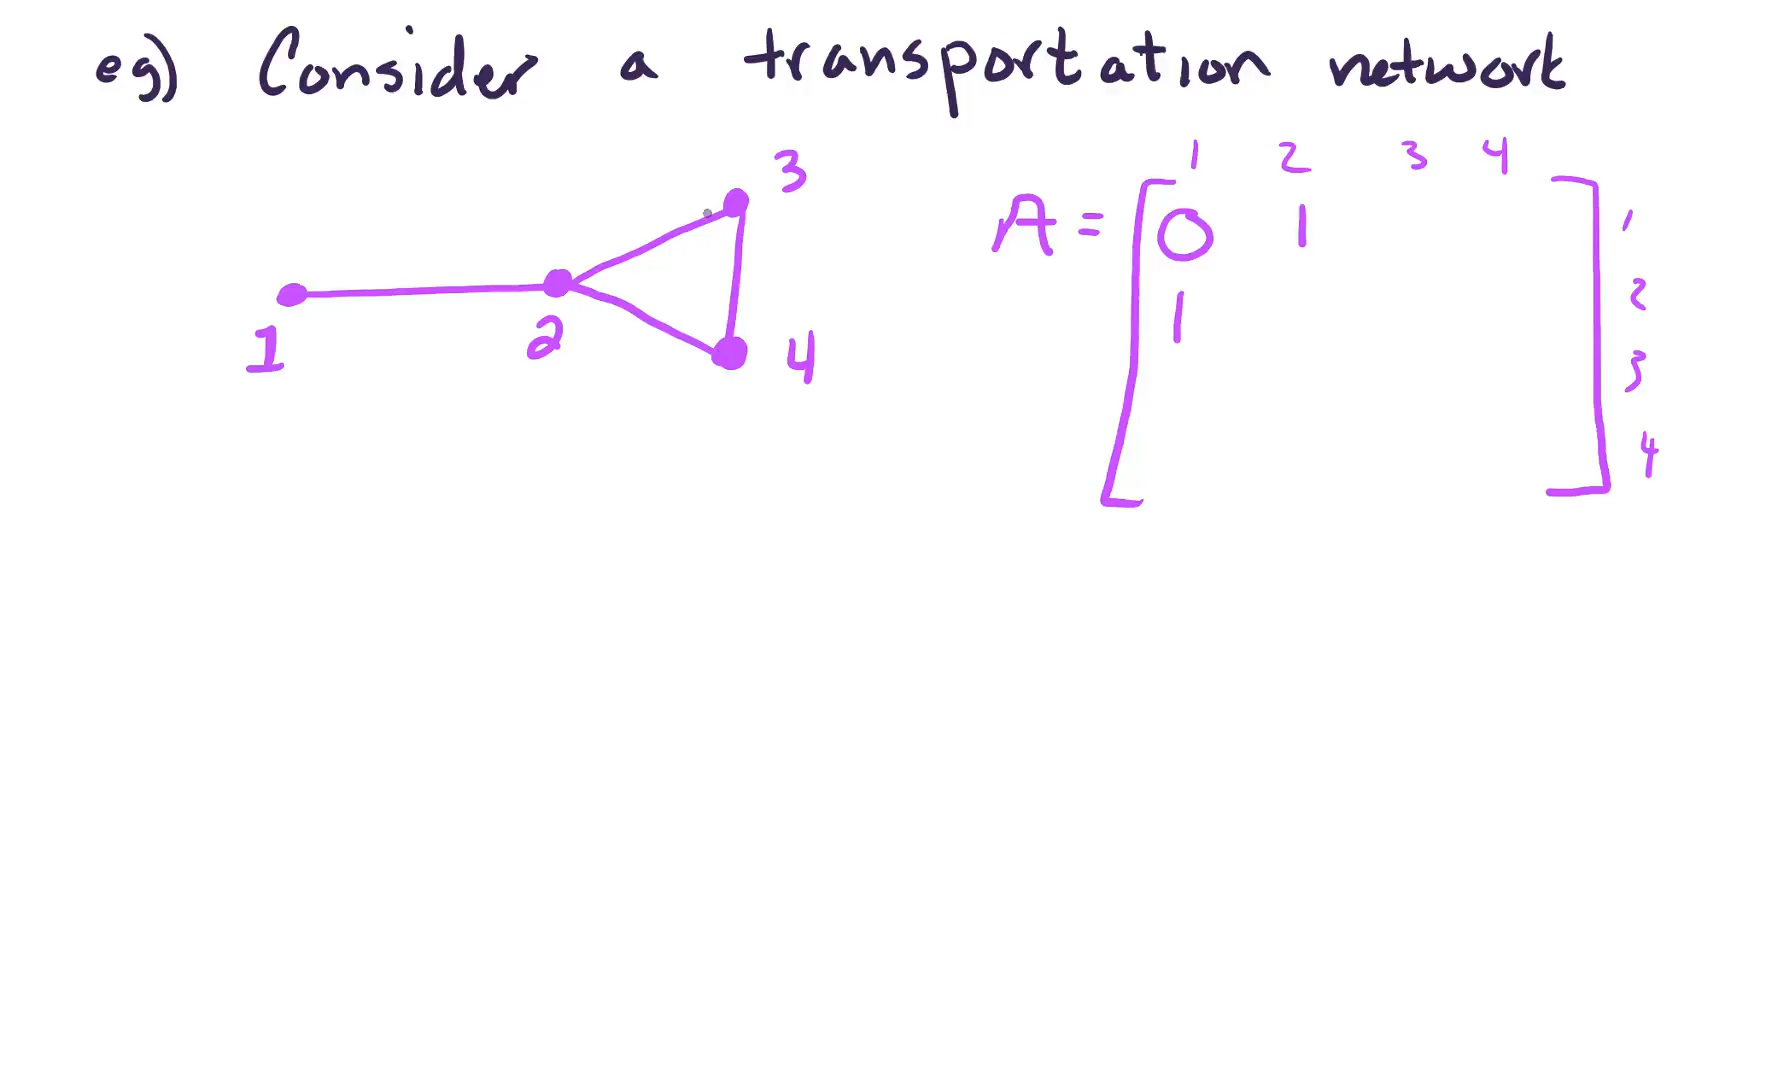 eg) Consider a transportation network
3
1 2 4
1 2 3 4
A = [ 0 1 ] 1
1 2
3
4